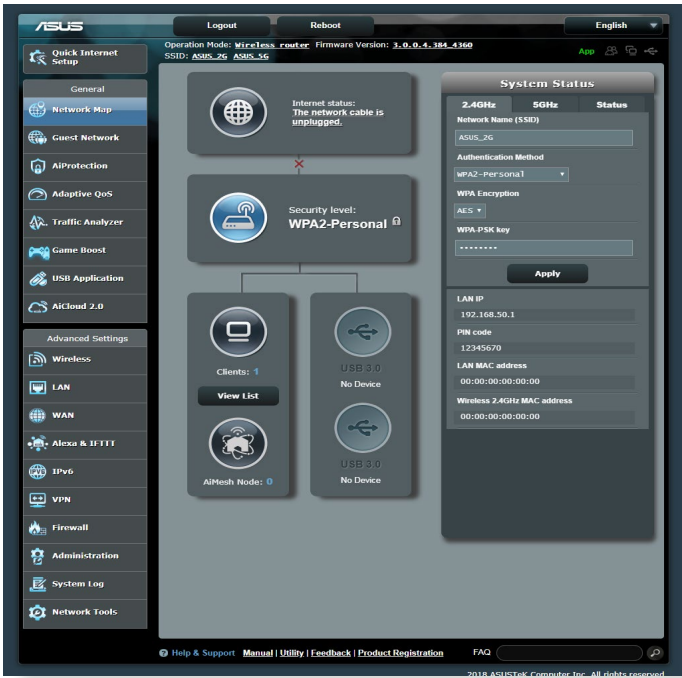 ASUS
Logout
Reboot
English
Quick Internet
Setup
Operation Mode: Wireless router Firmware Version: 3.0.0.4.384_4360
SSID: ASUS_2G ASUS_5G
App
General
Network Map
Guest Network
AiProtection
Adaptive QoS
Traffic Analyzer
Game Boost
USB Application
AiCloud 2.0
Advanced Settings
Wireless
LAN
WAN
Alexa & IFTTT
IPv6
VPN
Firewall
Administration
System Log
Network Tools
Internet status:
The network cable is
unplugged.
Security level:
WPA2-Personal
Clients: 1
View List
AiMesh Node: 0
USB 3.0
No Device
USB 3.0
No Device
System Status
2.4GHz
5GHz
Status
Network Name (SSID)
ASUS_2G
Authentication Method
WPA2-Personal
WPA Encryption
AES
WPA-PSK key
••••••••
Apply
LAN IP
192.168.50.1
PIN code
12345670
LAN MAC address
00:00:00:00:00:00
Wireless 2.4GHz MAC address
00:00:00:00:00:00
Help & Support Manual | Utility | Feedback | Product Registration
FAQ
2018 ASUSTeK Computer Inc. All rights reserved